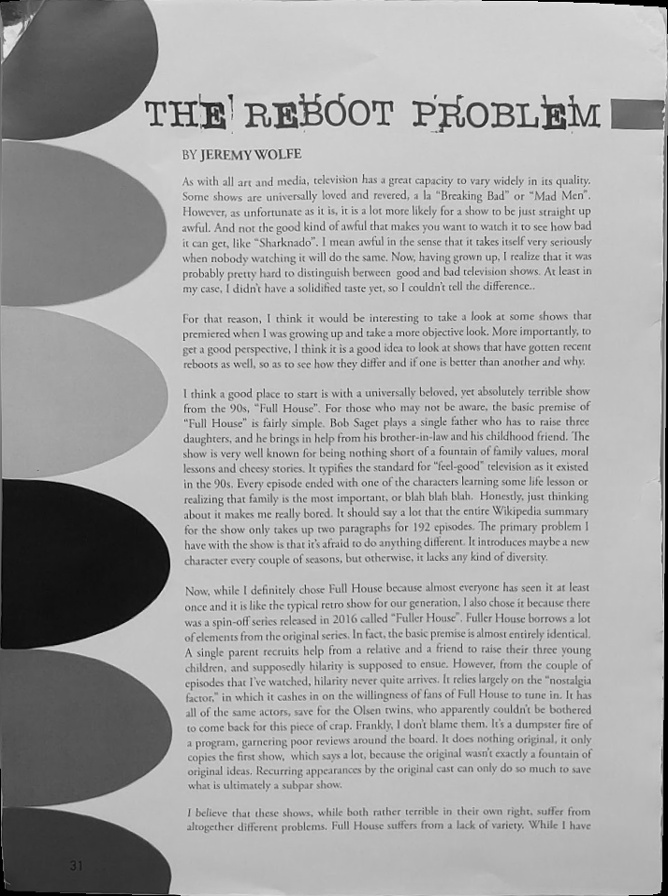 THE REBOOT PROBLEM
BY JEREMY WOLFE
As with all art and media, television has a great capacity to vary widely in its quality.
Some shows are universally loved and revered, a la "Breaking Bad" or "Mad Men".
However, as unfortunate as it is, it is a lot more likely for a show to be just straight up
awful. And not the good kind of awful that makes you want to watch it to see how bad
it can get, like "Sharknado". I mean awful in the sense that it takes itself very seriously
when nobody watching it will do the same. Now, having grown up, I realize that it was
probably pretty hard to distinguish between good and bad television shows. At least in
my case, I didn't have a solidified taste yet, so I couldn't tell the difference..
For that reason, I think it would be interesting to take a look at some shows that
premiered when I was growing up and take a more objective look. More importantly, to
get a good perspective, I think it is a good idea to look at shows that have gotten recent
reboots as well, so as to see how they differ and if one is better than another and why.
I think a good place to start is with a universally beloved, yet absolutely terrible show
from the 90s, "Full House". For those who may not be aware, the basic premise of
"Full House" is fairly simple. Bob Saget plays a single father who has to raise three
daughters, and he brings in help from his brother-in-law and his childhood friend. The
show is very well known for being nothing short of a fountain of family values, moral
lessons and cheesy stories. It typifies the standard for "feel-good" television as it existed
in the 90s. Every episode ended with one of the characters learning some life lesson or
realizing that family is the most important, or blah blah blah. Honestly, just thinking
about it makes me really bored. It should say a lot that the entire Wikipedia summary
for the show only takes up two paragraphs for 192 episodes. The primary problem I
have with the show is that it's afraid to do anything different. It introduces maybe a new
character every couple of seasons, but otherwise, it lacks any kind of diversity.
Now, while I definitely chose Full House because almost everyone has seen it at least
once and it is like the typical retro show for our generation, I also chose it because there
was a spin-off series released in 2016 called "Fuller House". Fuller House borrows a lot
of elements from the original series. In fact, the basic premise is almost entirely identical.
A single parent recruits help from a relative and a friend to raise their three young
children, and supposedly hilarity is supposed to ensue. However, from the couple of
episodes that I've watched, hilarity never quite arrives. It relies largely on the "nostalgia
factor," in which it cashes in on the willingness of fans of Full House to tune in. It has
all of the same actors, save for the Olsen twins, who apparently couldn't be bothered
to come back for this piece of crap. Frankly, I don't blame them. It's a dumpster fire of
a program, garnering poor reviews around the board. It does nothing original, it only
copies the first show, which says a lot, because the original wasn't exactly a fountain of
original ideas. Recurring appearances by the original cast can only do so much to save
what is ultimately a subpar show.
I believe that these shows, while both rather terrible in their own right, suffer from
altogether different problems. Full House suffers from a lack of variety. While I have
31